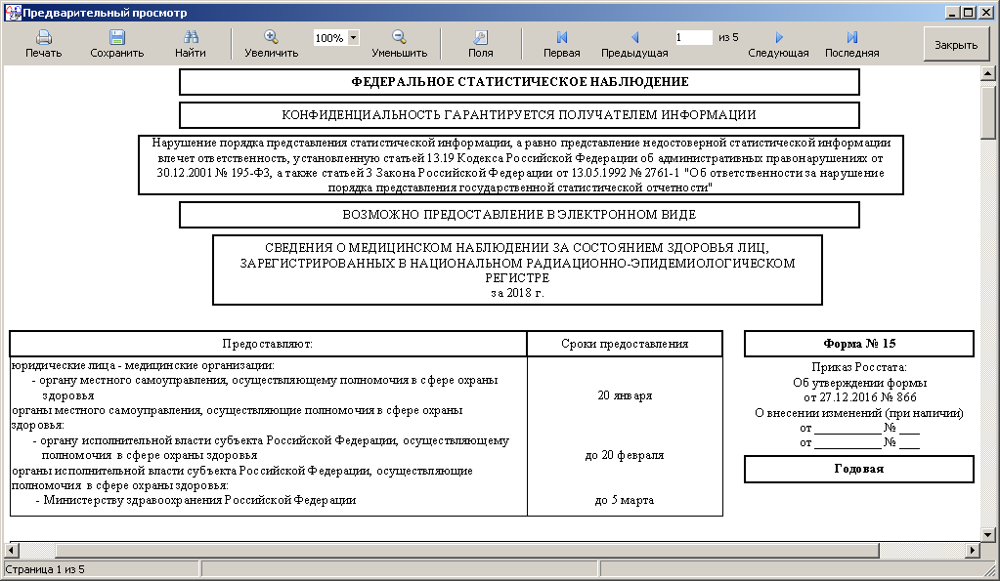 Предварительный просмотр
Печать Сохранить Найти Увеличить 100% Уменьшить Поля Первая Предыдущая 1 из 5 Следующая Последняя Закрыть
ФЕДЕРАЛЬНОЕ СТАТИСТИЧЕСКОЕ НАБЛЮДЕНИЕ
КОНФИДЕНЦИАЛЬНОСТЬ ГАРАНТИРУЕТСЯ ПОЛУЧАТЕЛЕМ ИНФОРМАЦИИ
Нарушение порядка представления статистической информации, а равно представление недостоверной статистической информации
влечет ответственность, установленную статьей 13.19 Кодекса Российской Федерации об административных правонарушениях от
30.12.2001 № 195-ФЗ, а также статьей 3 Закона Российской Федерации от 13.05.1992 № 2761-1 "Об ответственности за нарушение
порядка представления государственной статистической отчетности"
ВОЗМОЖНО ПРЕДОСТАВЛЕНИЕ В ЭЛЕКТРОННОМ ВИДЕ
СВЕДЕНИЯ О МЕДИЦИНСКОМ НАБЛЮДЕНИИ ЗА СОСТОЯНИЕМ ЗДОРОВЬЯ ЛИЦ,
ЗАРЕГИСТРИРОВАННЫХ В НАЦИОНАЛЬНОМ РАДИАЦИОННО-ЭПИДЕМИОЛОГИЧЕСКОМ
РЕГИСТРЕ
за 2018 г.
Предоставляют: Сроки предоставления
юридические лица - медицинские организации:
- органу местного самоуправления, осуществляющему полномочия в сфере охраны
здоровья 20 января
органы местного самоуправления, осуществляющие полномочия в сфере охраны
здоровья:
- органу исполнительной власти субъекта Российской Федерации, осуществляющему
полномочия в сфере охраны здоровья до 20 февраля
органы исполнительной власти субъекта Российской Федерации, осуществляющие
полномочия в сфере охраны здоровья:
- Министерству здравоохранения Российской Федерации до 5 марта
Форма № 15
Приказ Росстата:
Об утверждении формы
от 27.12.2016 № 866
О внесении изменений (при наличии)
от ___________ № ___
от ___________ № ___
Годовая
Страница 1 из 5